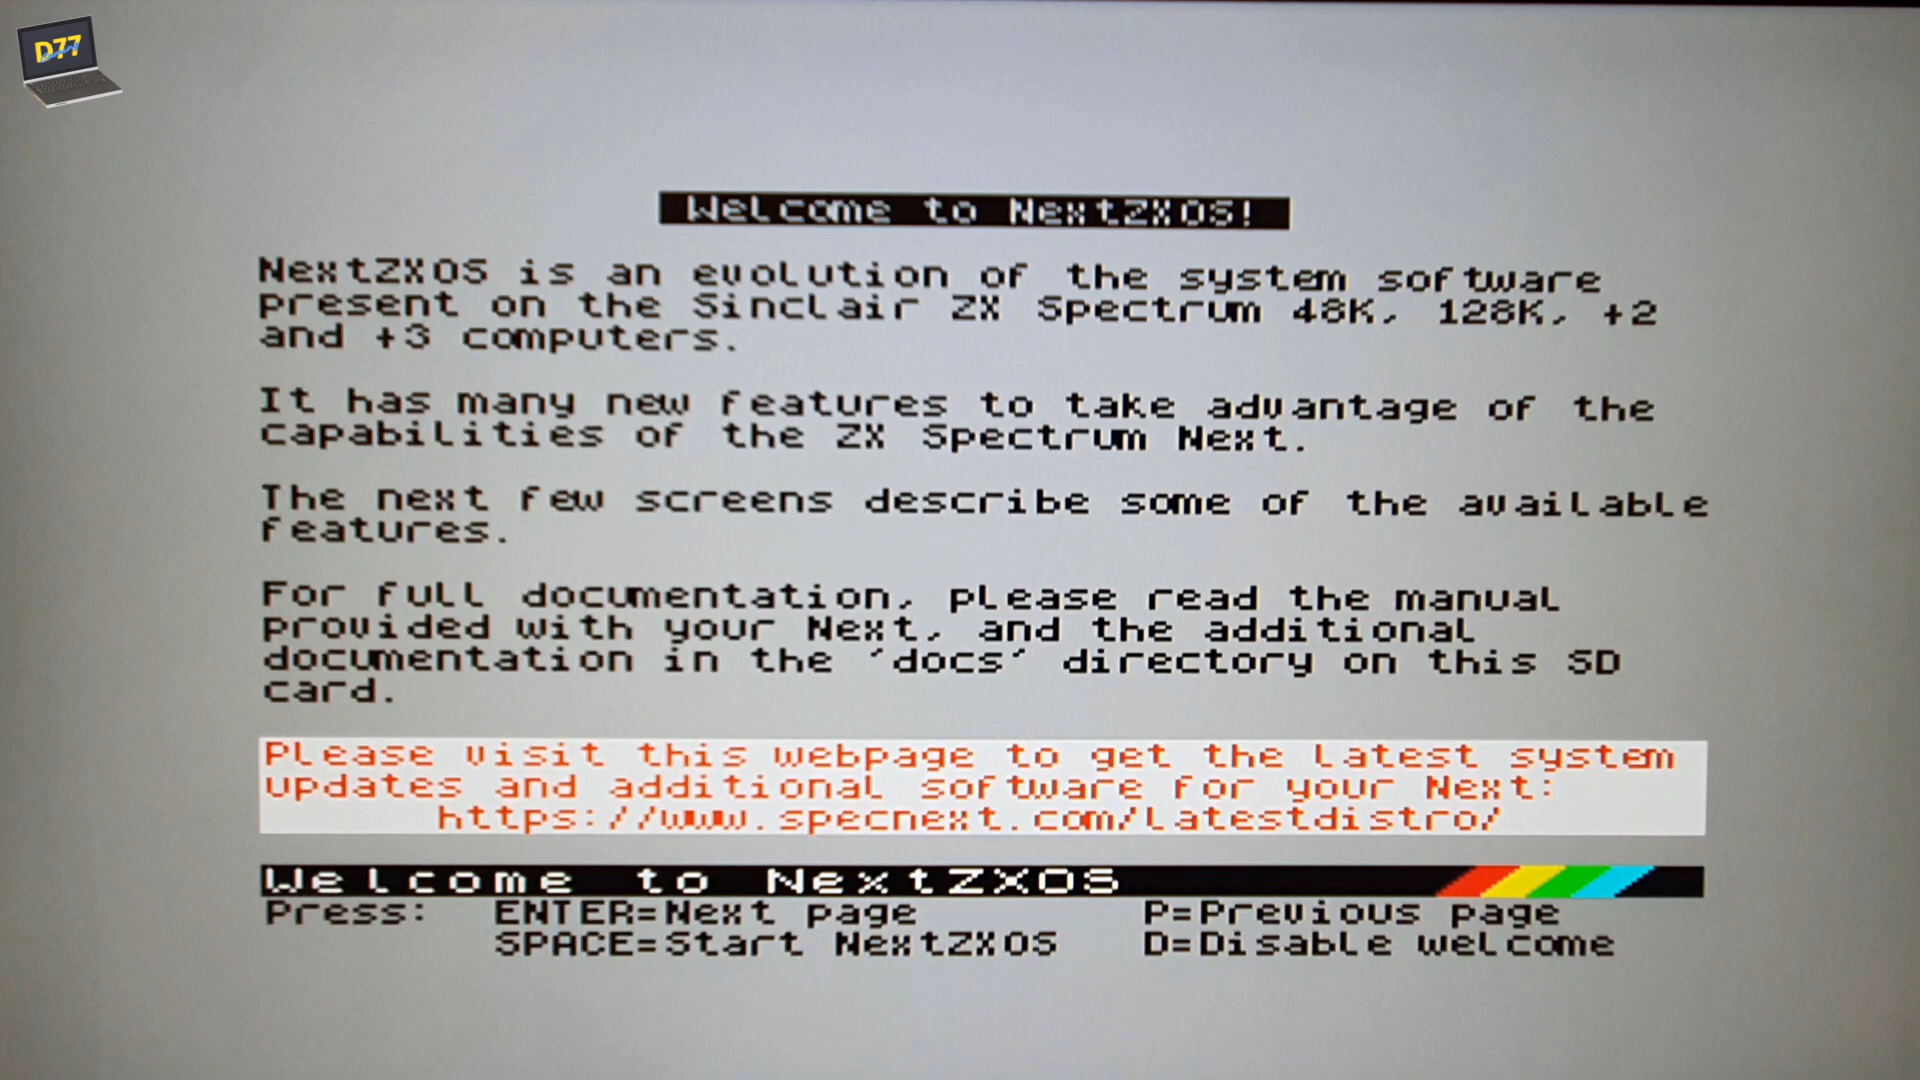 D77
Welcome to NextZXOS!
NextZXOS is an evolution of the system software
present on the Sinclair ZX Spectrum 48K, 128K, +2
and +3 computers.
It has many new features to take advantage of the
capabilities of the ZX Spectrum Next.
The next few screens describe some of the available
features.
For full documentation, please read the manual
provided with your Next, and the additional
documentation in the 'docs' directory on this SD
card.
Please visit this webpage to get the latest system
updates and additional software for your Next:
https://www.specnext.com/latestdistro/
Welcome to NextZXOS
Press: ENTER=Next page P=Previous page
SPACE=Start NextZXOS D=Disable welcome